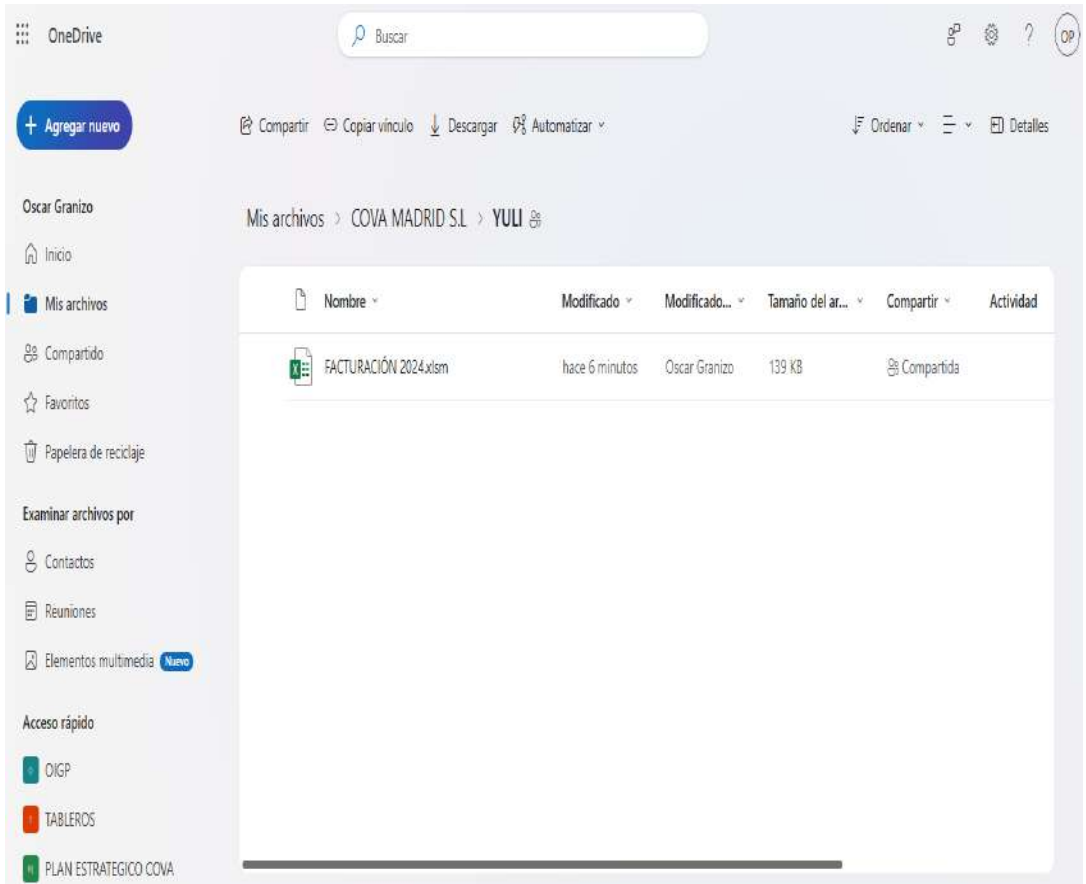 OneDrive
Buscar
OP
Agregar nuevo
Compartir Copiar vínculo Descargar Automatizar
Ordenar Detalles
Oscar Granizo
Inicio
Mis archivos
Compartido
Favoritos
Papelera de reciclaje
Examinar archivos por
Contactos
Reuniones
Elementos multimedia Nuevo
Acceso rápido
OIGP
TABLEROS
PLAN ESTRATEGICO COVA
Mis archivos > COVA MADRID S.L > YULI
Nombre Modificado Modificado... Tamaño del ar... Compartir Actividad
FACTURACIÓN 2024.xlsm hace 6 minutos Oscar Granizo 139 KB Compartida